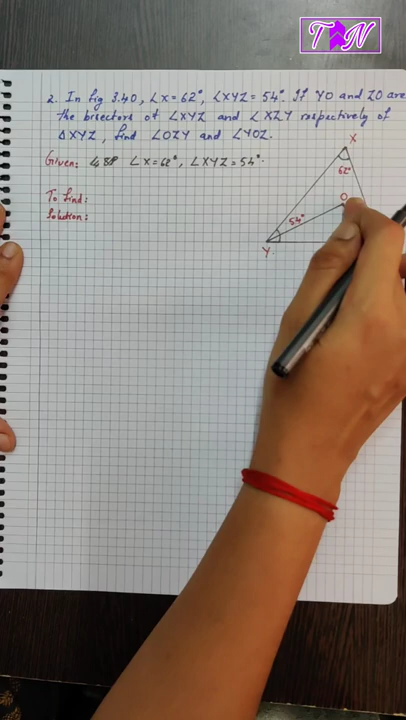 T N
2. In fig 3.40, ∠X = 62°, ∠XYZ = 54°. If YO and ZO are
the bisectors of ∠XYZ and ∠XZY respectively of
ΔXYZ, find ∠OZY and ∠YOZ.
Given: ∠X = 62°, ∠XYZ = 54°.
To find:
Solution:
X
62°
O
54°
Y